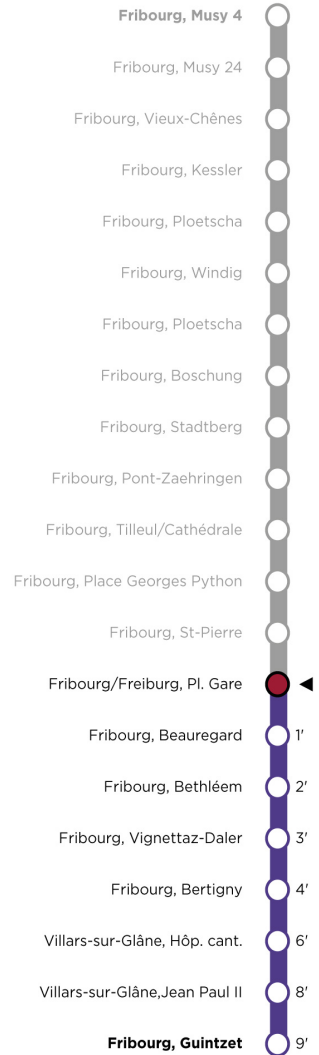 Fribourg, Musy 4
Fribourg, Musy 24
Fribourg, Vieux-Chênes
Fribourg, Kessler
Fribourg, Ploetscha
Fribourg, Windig
Fribourg, Ploetscha
Fribourg, Boschung
Fribourg, Stadtberg
Fribourg, Pont-Zaehringen
Fribourg, Tilleul/Cathédrale
Fribourg, Place Georges Python
Fribourg, St-Pierre
Fribourg/Freiburg, Pl. Gare
Fribourg, Beauregard 1'
Fribourg, Bethléem 2'
Fribourg, Vignettaz-Daler 3'
Fribourg, Bertigny 4'
Villars-sur-Glâne, Hôp. cant. 6'
Villars-sur-Glâne,Jean Paul II 8'
Fribourg, Guintzet 9'